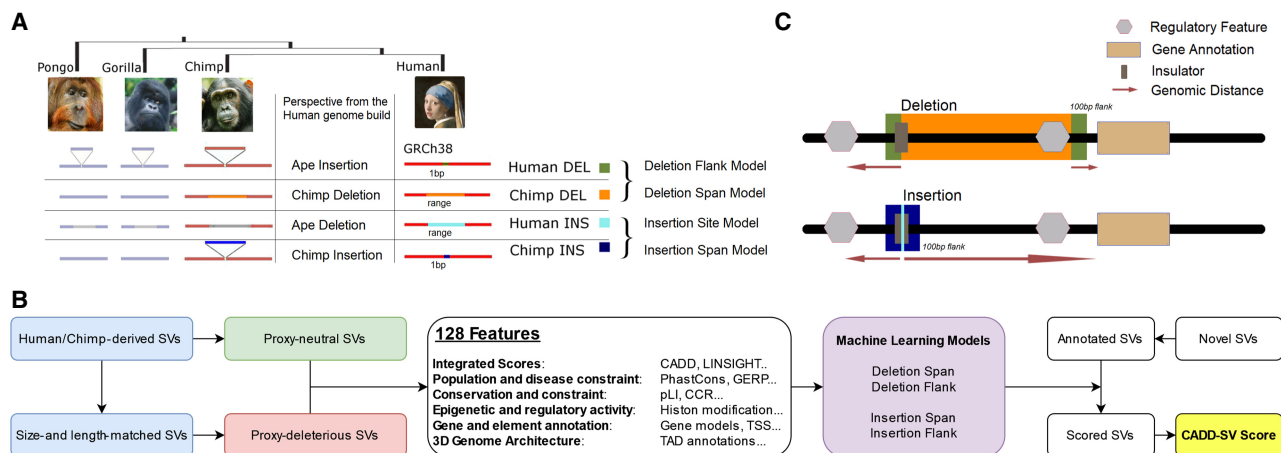 A
Pongo
Gorilla
Chimp
Human
Perspective from the
Human genome build
GRCh38
Ape Insertion
1bp
Human DEL
Deletion Flank Model
Chimp Deletion
range
Chimp DEL
Deletion Span Model
Ape Deletion
range
Human INS
Insertion Site Model
Chimp Insertion
1bp
Chimp INS
Insertion Span Model
C
Regulatory Feature
Gene Annotation
Insulator
Genomic Distance
Deletion
100bp flank
Insertion
100bp flank
B
Human/Chimp-derived SVs
Proxy-neutral SVs
Size-and length-matched SVs
Proxy-deleterious SVs
128 Features
Integrated Scores: CADD, LINSIGHT..
Population and disease constraint: PhastCons, GERP...
Conservation and constraint: pLI, CCR...
Epigenetic and regulatory activity: Histon modification...
Gene and element annotation: Gene models, TSS...
3D Genome Architecture: TAD annotations...
Machine Learning Models
Deletion Span
Deletion Flank
Insertion Span
Insertion Flank
Annotated SVs
Novel SVs
Scored SVs
CADD-SV Score